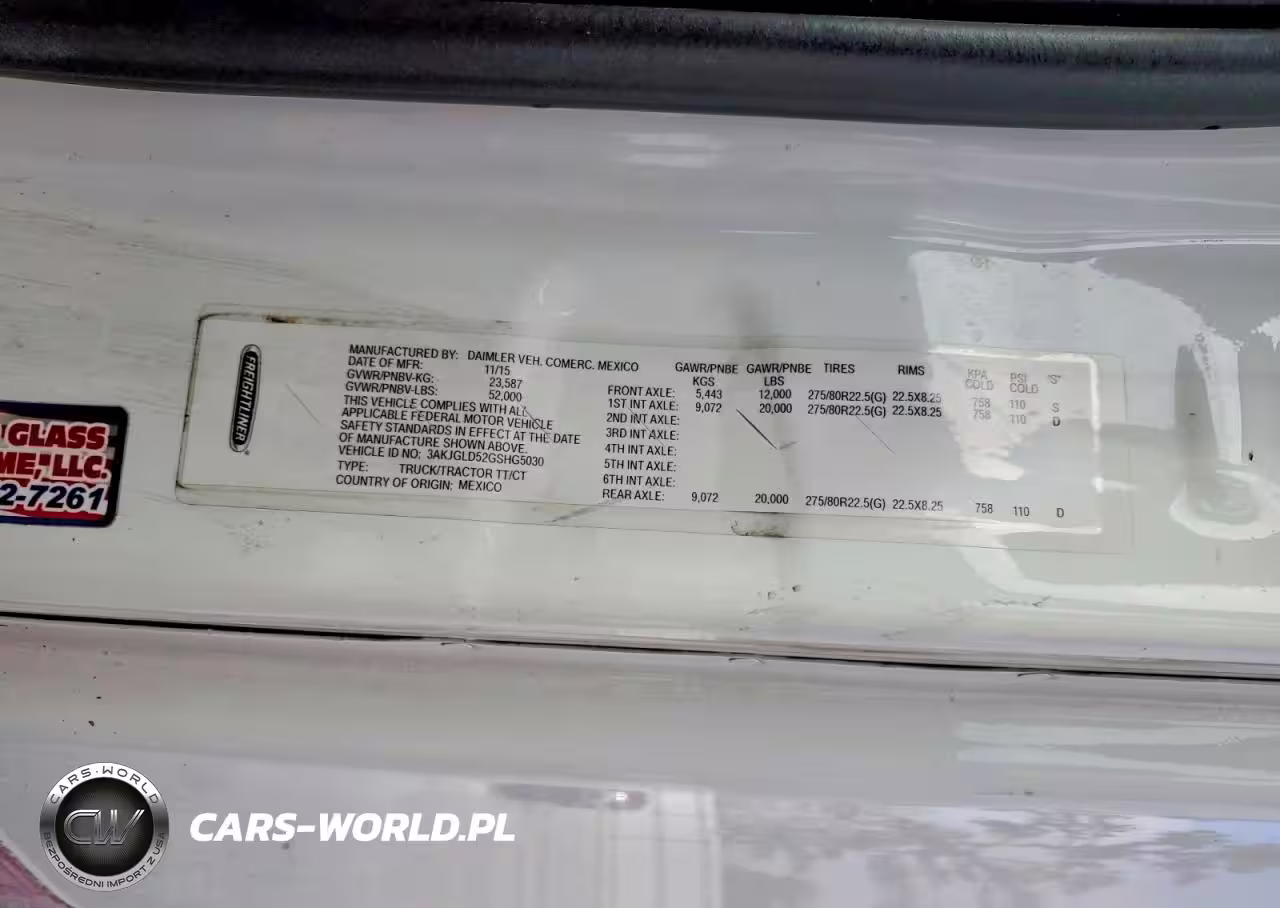 GLASS
ME, LLC.
2-7261
FREIGHTLINER
MANUFACTURED BY: DAIMLER VEH. COMERC. MEXICO
DATE OF MFR: 11/15
GVWR/PNBV-KG: 23,587
GVWR/PNBV-LBS: 52,000
THIS VEHICLE COMPLIES WITH ALL
APPLICABLE FEDERAL MOTOR VEHICLE
SAFETY STANDARDS IN EFFECT AT THE DATE
OF MANUFACTURE SHOWN ABOVE.
VEHICLE ID NO: 3AKJGLD52GSHG5030
TYPE: TRUCK/TRACTOR TT/CT
COUNTRY OF ORIGIN: MEXICO
GAWR/PNBE GAWR/PNBE TIRES RIMS KPA PSI "S"
KGS LBS COLD COLD
FRONT AXLE: 5,443 12,000 275/80R22.5(G) 22.5X8.25 758 110 S
1ST INT AXLE: 9,072 20,000 275/80R22.5(G) 22.5X8.25 758 110 D
2ND INT AXLE:
3RD INT AXLE:
4TH INT AXLE:
5TH INT AXLE:
6TH INT AXLE:
REAR AXLE: 9,072 20,000 275/80R22.5(G) 22.5X8.25 758 110 D
CARS-WORLD
CW
BEZPOŚREDNI IMPORT Z USA
CARS-WORLD.PL